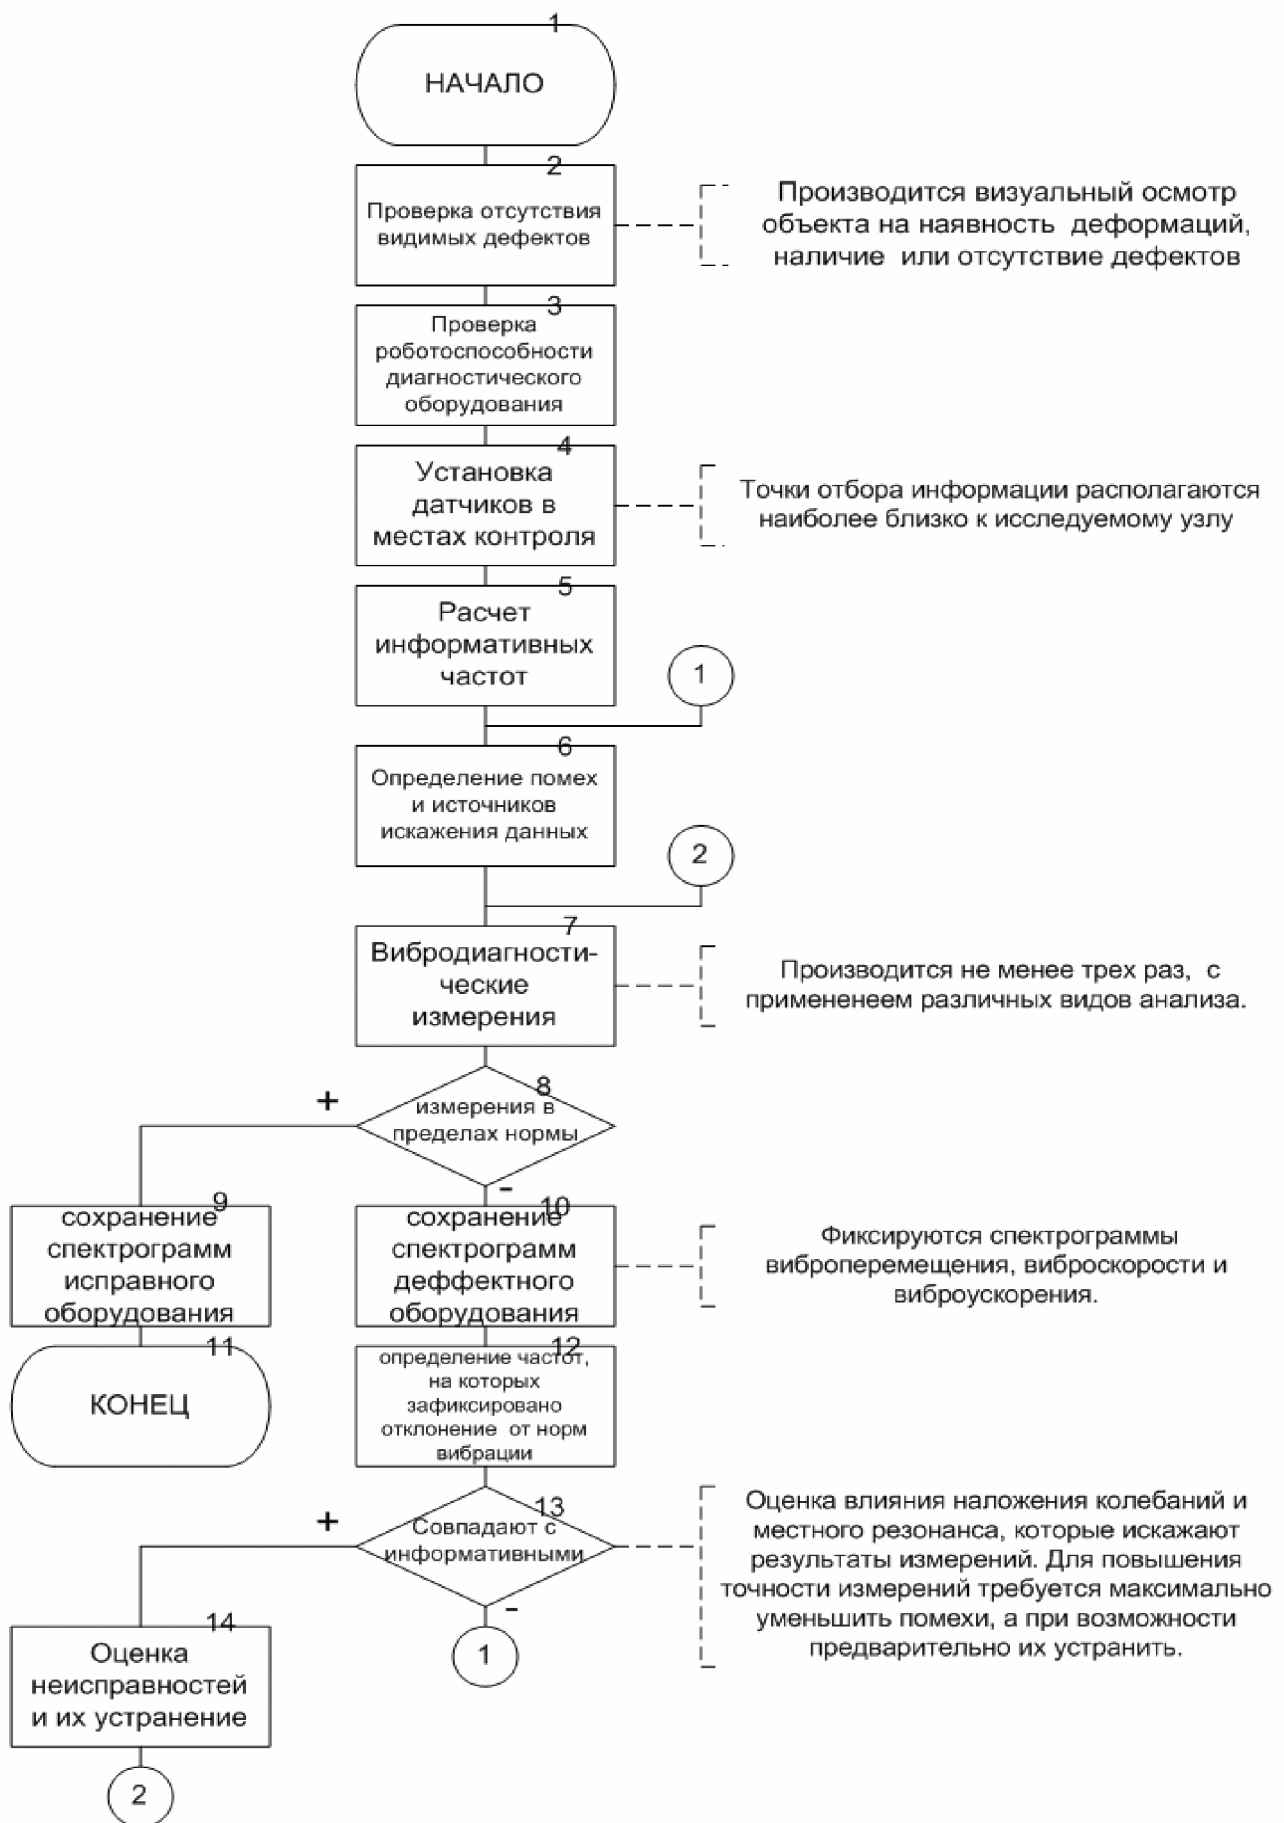 1
НАЧАЛО
2
Проверка отсутствия
видимых дефектов
Производится визуальный осмотр
объекта на наявность деформаций,
наличие или отсутствие дефектов
3
Проверка
роботоспособности
диагностического
оборудования
4
Установка
датчиков в
местах контроля
Точки отбора информации располагаются
наиболее близко к исследуемому узлу
5
Расчет
информативных
частот
1
6
Определение помех
и источников
искажения данных
2
7
Вибродиагности-
ческие
измерения
Производится не менее трех раз, с
примененеем различных видов анализа.
8
измерения в
пределах нормы
+
-
9
сохранение
спектрограмм
исправного
оборудования
10
сохранение
спектрограмм
деффектного
оборудования
Фиксируются спектрограммы
виброперемещения, виброскорости и
виброускорения.
11
КОНЕЦ
12
определение частот,
на которых
зафиксировано
отклонение от норм
вибрации
13
Совпадают с
информативными
+
-
Оценка влияния наложения колебаний и
местного резонанса, которые искажают
результаты измерений. Для повышения
точности измерений требуется максимально
уменьшить помехи, а при возможности
предварительно их устранить.
14
Оценка
неисправностей
и их устранение
1
2